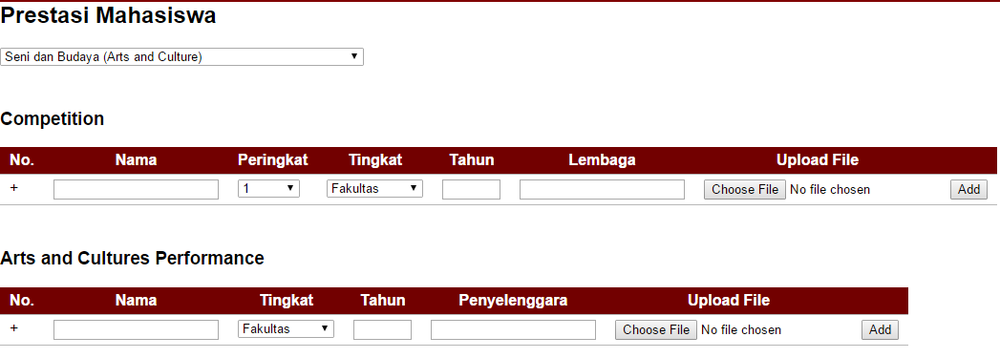 Prestasi Mahasiswa
Seni dan Budaya (Arts and Culture)
Competition
No. Nama Peringkat Tingkat Tahun Lembaga Upload File
+ 1 Fakultas Choose File No file chosen Add
Arts and Cultures Performance
No. Nama Tingkat Tahun Penyelenggara Upload File
+ Fakultas Choose File No file chosen Add